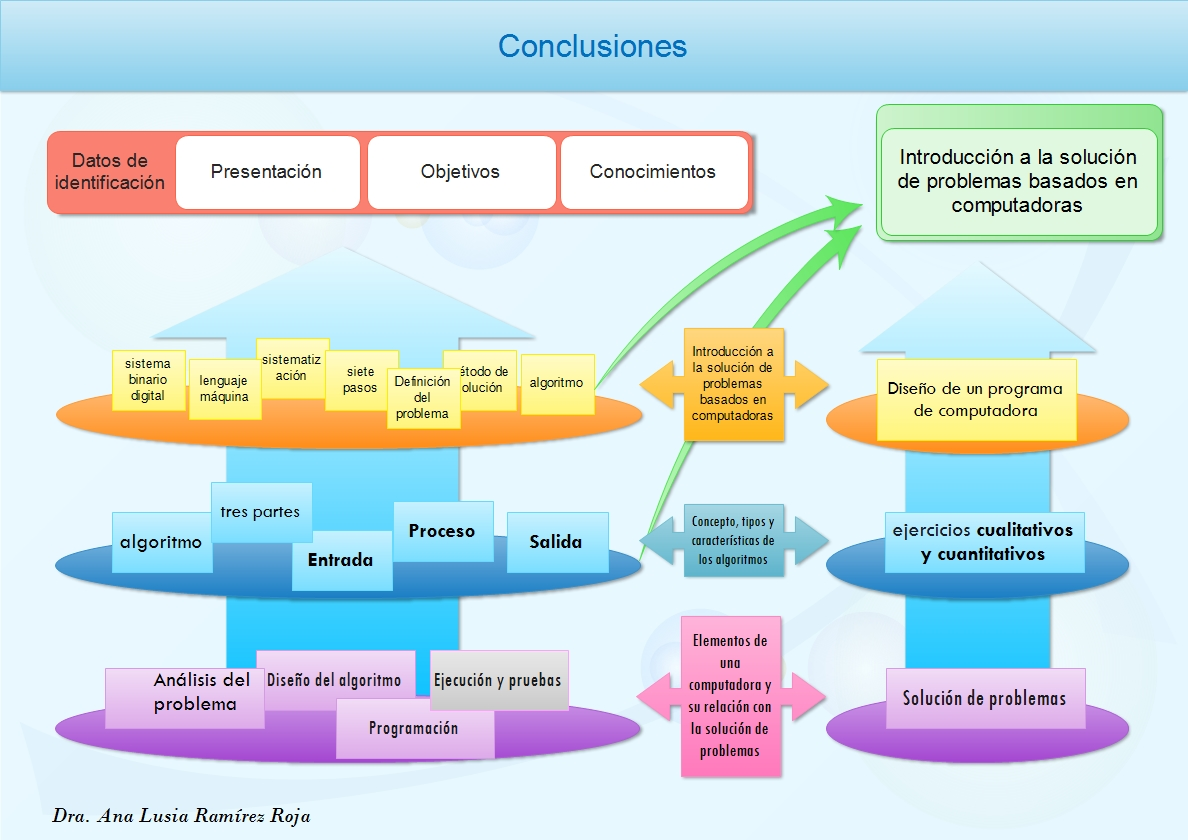 Conclusiones
Datos de
identificación
Presentación
Objetivos
Conocimientos
Introducción a la solución
de problemas basados en
computadoras
sistema
binario
digital
lenguaje
máquina
sistematiz
ación
siete
pasos
Definición
del
problema
étodo de
olución
algoritmo
Introducción a
la solución de
problemas
basados en
computadoras
Diseño de un programa
de computadora
algoritmo
tres partes
Entrada
Proceso
Salida
Concepto, tipos y
características de
los algoritmos
ejercicios cualitativos
y cuantitativos
Análisis del
problema
Diseño del algoritmo
Programación
Ejecución y pruebas
Elementos de
una
computadora y
su relación con
la solución de
problemas
Solución de problemas
Dra. Ana Lusia Ramírez Roja